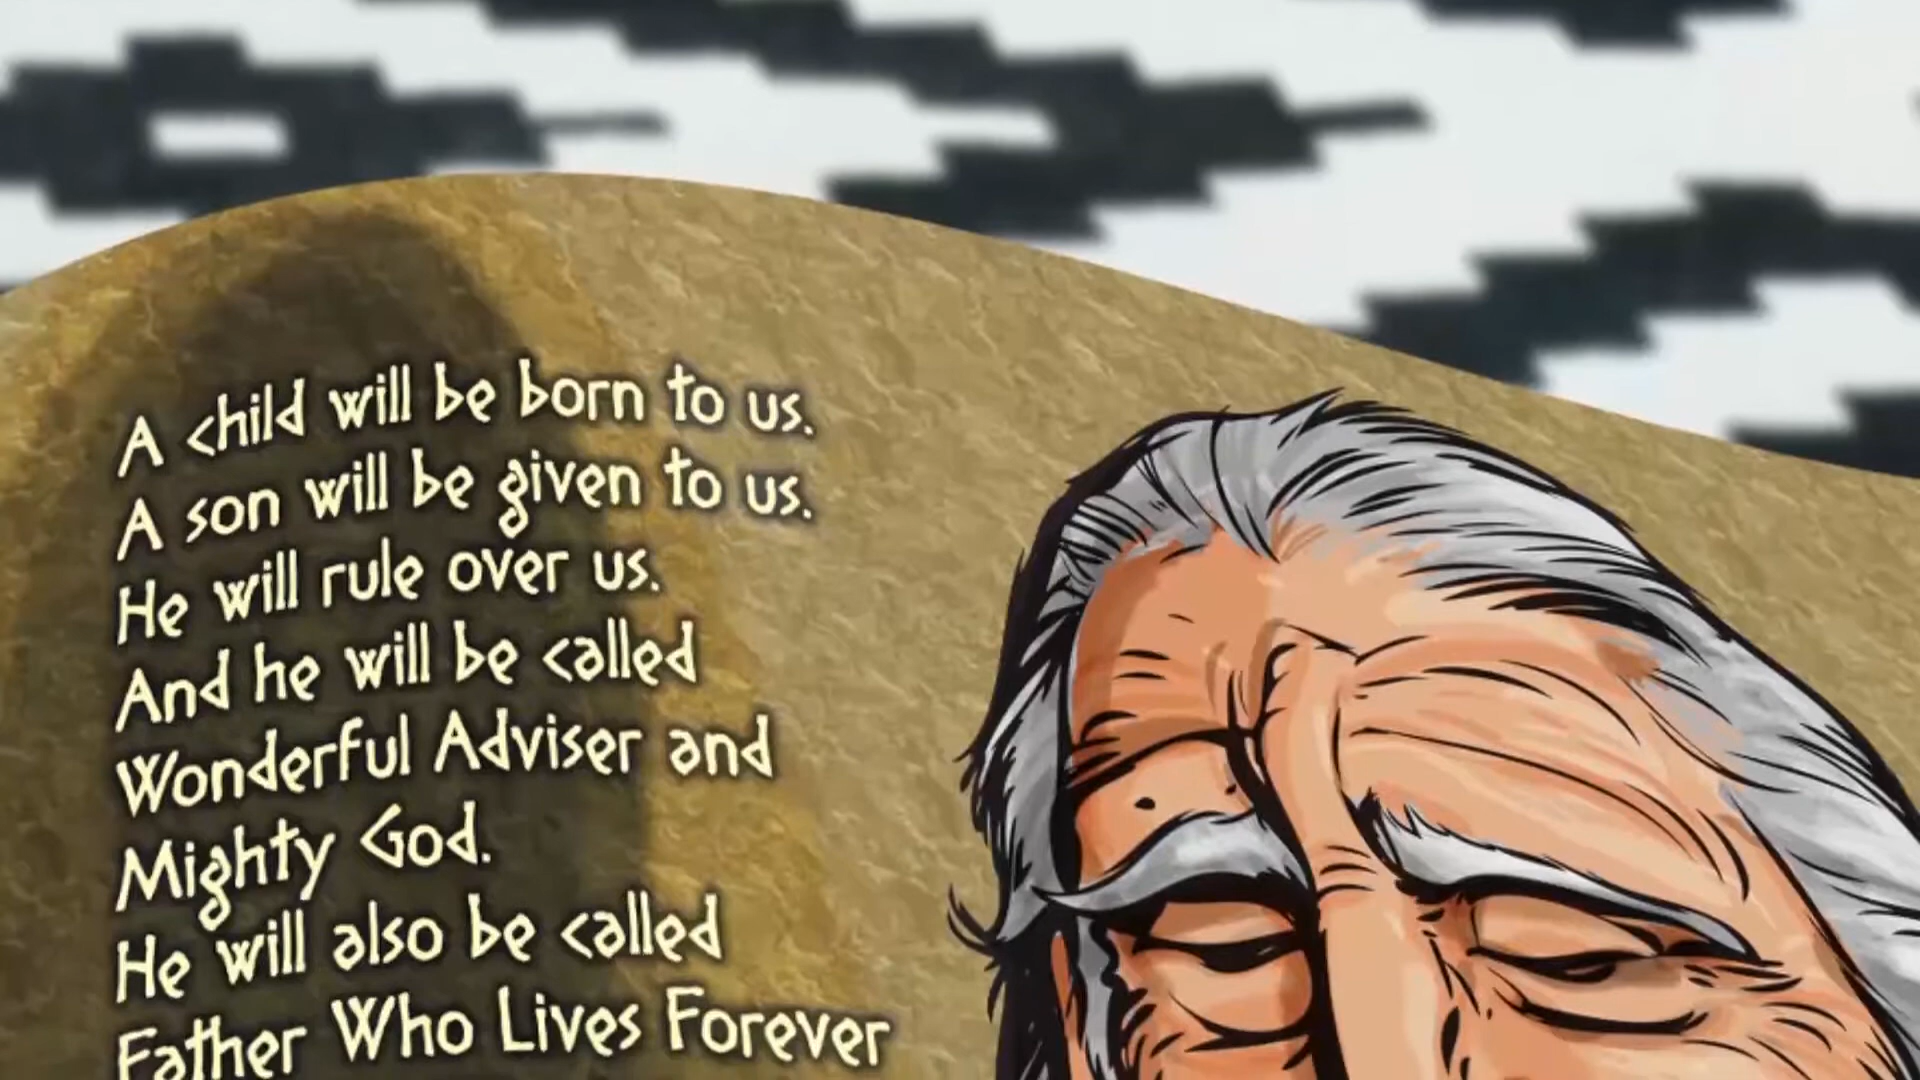 A child will be born to us.
A son will be given to us.
He will rule over us.
And he will be called
Wonderful Adviser and
Mighty God.
He will also be called
Father Who Lives Forever